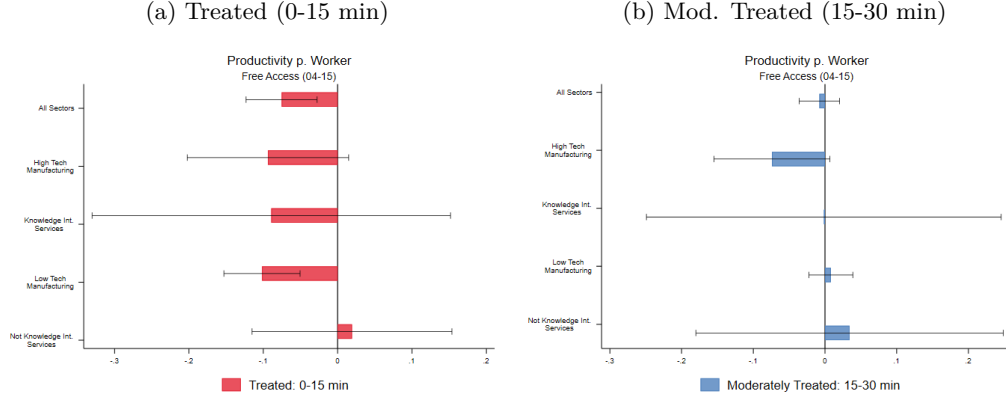 (a) Treated (0-15 min)
Productivity p. Worker
Free Access (04-15)
All Sectors
High Tech
Manufacturing
Knowledge Int.
Services
Low Tech
Manufacturing
Not Knowledge Int.
Services
-.3 -.2 -.1 0 .1 .2
Treated: 0-15 min
(b) Mod. Treated (15-30 min)
Productivity p. Worker
Free Access (04-15)
All Sectors
High Tech
Manufacturing
Knowledge Int.
Services
Low Tech
Manufacturing
Not Knowledge Int.
Services
-.3 -.2 -.1 0 .1 .2
Moderately Treated: 15-30 min